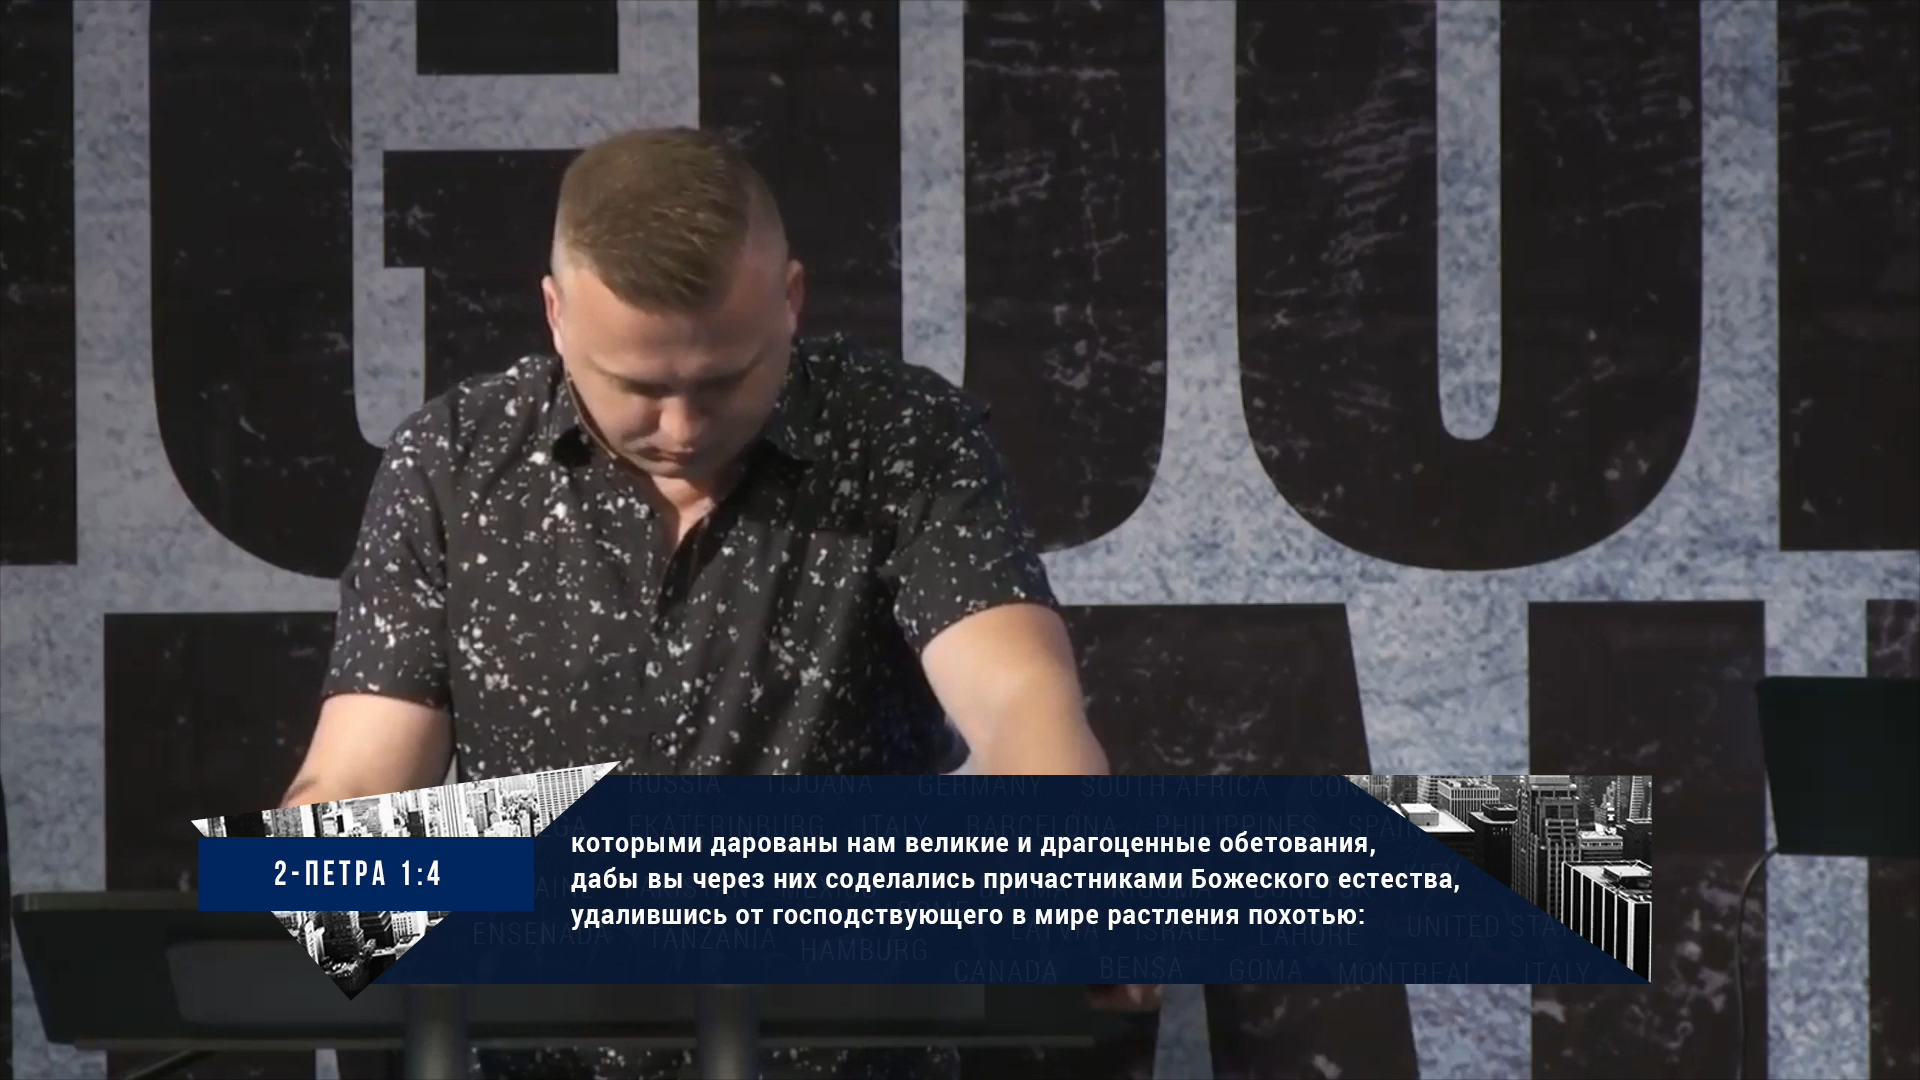 RUSSIA TIJUANA GERMANY SOUTH AFRICA
EKATERINBURG
PHILIPPINES
2-ПЕТРА 1:4
которыми дарованы нам великие и драгоценные обетования,
дабы вы через них соделались причастниками Божеского естества,
удалившись от господствующего в мире растления похотью:
ENSENADA TANZANIA HAMBURG LATVIA ISRAEL LAHORE UNITED
CANADA BENSA GOMA MONTREAL ITALY